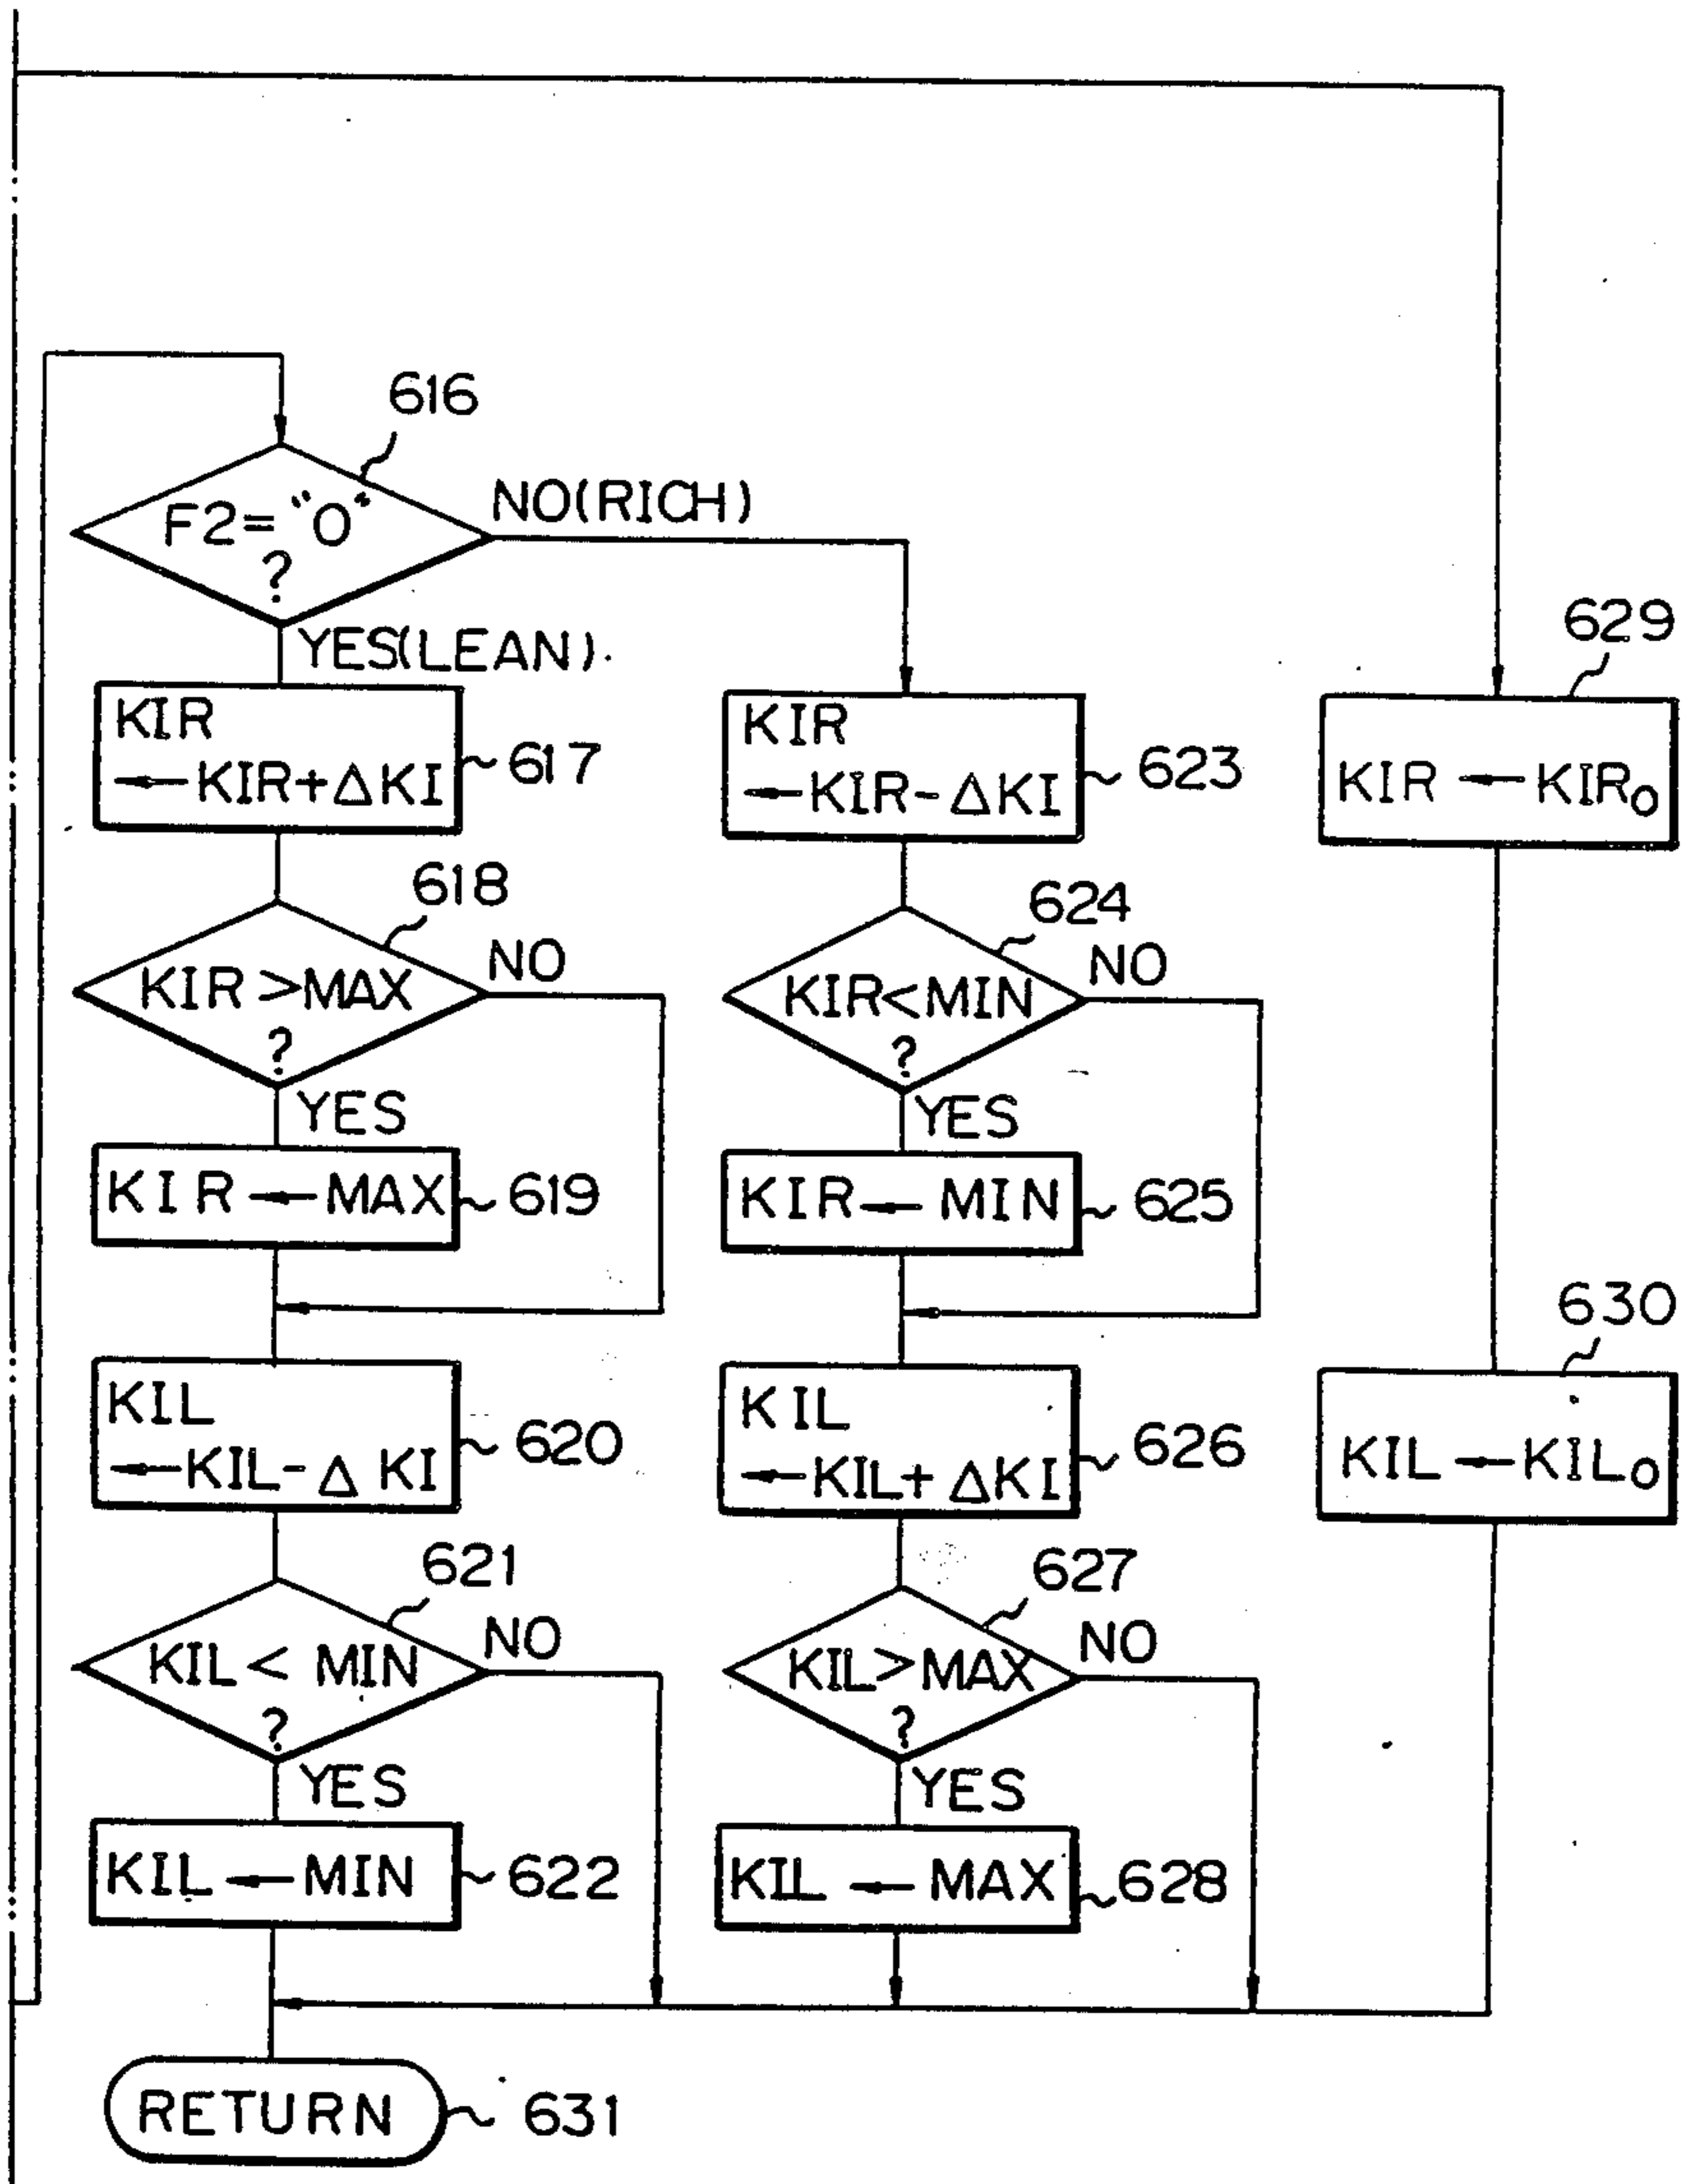 616
F2="0"
?
NO(RICH)
YES(LEAN)
KIR
←KIR+ΔKI
617
618
KIR>MAX
?
NO
YES
KIR←MAX
619
KIL
←KIL-ΔKI
620
621
KIL<MIN
?
NO
YES
KIL←MIN
622
KIR
←KIR-ΔKI
623
624
KIR<MIN
?
NO
YES
KIR←MIN
625
KIL
←KIL+ΔKI
626
627
KIL>MAX
?
NO
YES
KIL←MAX
628
629
KIR←KIR₀
630
KIL←KIL₀
RETURN
631